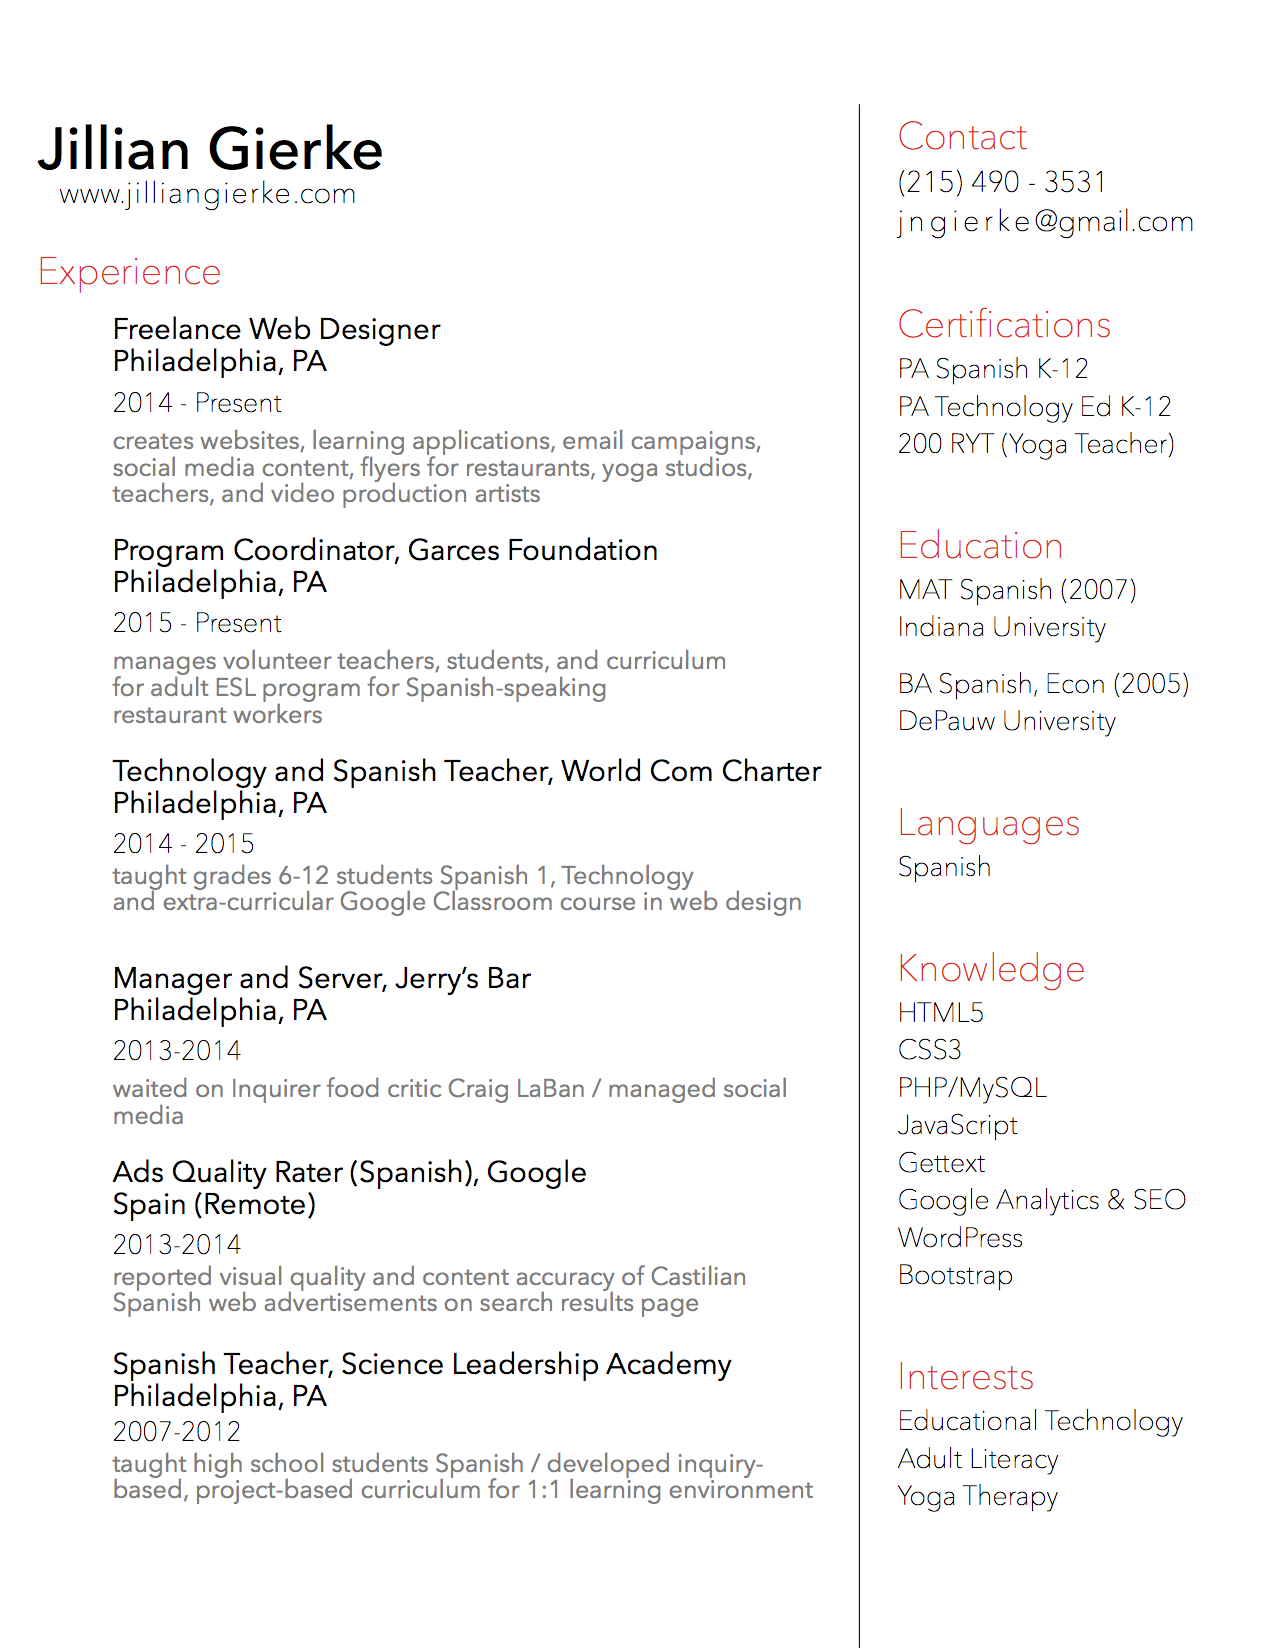 Jillian Gierke
www.jilliangierke.com
Experience
Freelance Web Designer
Philadelphia, PA
2014 - Present
creates websites, learning applications, email campaigns,
social media content, flyers for restaurants, yoga studios,
teachers, and video production artists
Program Coordinator, Garces Foundation
Philadelphia, PA
2015 - Present
manages volunteer teachers, students, and curriculum
for adult ESL program for Spanish-speaking
restaurant workers
Technology and Spanish Teacher, World Com Charter
Philadelphia, PA
2014 - 2015
taught grades 6-12 students Spanish 1, Technology
and extra-curricular Google Classroom course in web design
Manager and Server, Jerry’s Bar
Philadelphia, PA
2013-2014
waited on Inquirer food critic Craig LaBan / managed social
media
Ads Quality Rater (Spanish), Google
Spain (Remote)
2013-2014
reported visual quality and content accuracy of Castilian
Spanish web advertisements on search results page
Spanish Teacher, Science Leadership Academy
Philadelphia, PA
2007-2012
taught high school students Spanish / developed inquiry-
based, project-based curriculum for 1:1 learning environment
Contact
(215) 490 - 3531
jngierke@gmail.com
Certifications
PA Spanish K-12
PA Technology Ed K-12
200 RYT (Yoga Teacher)
Education
MAT Spanish (2007)
Indiana University
BA Spanish, Econ (2005)
DePauw University
Languages
Spanish
Knowledge
HTML5
CSS3
PHP/MySQL
JavaScript
Gettext
Google Analytics & SEO
WordPress
Bootstrap
Interests
Educational Technology
Adult Literacy
Yoga Therapy